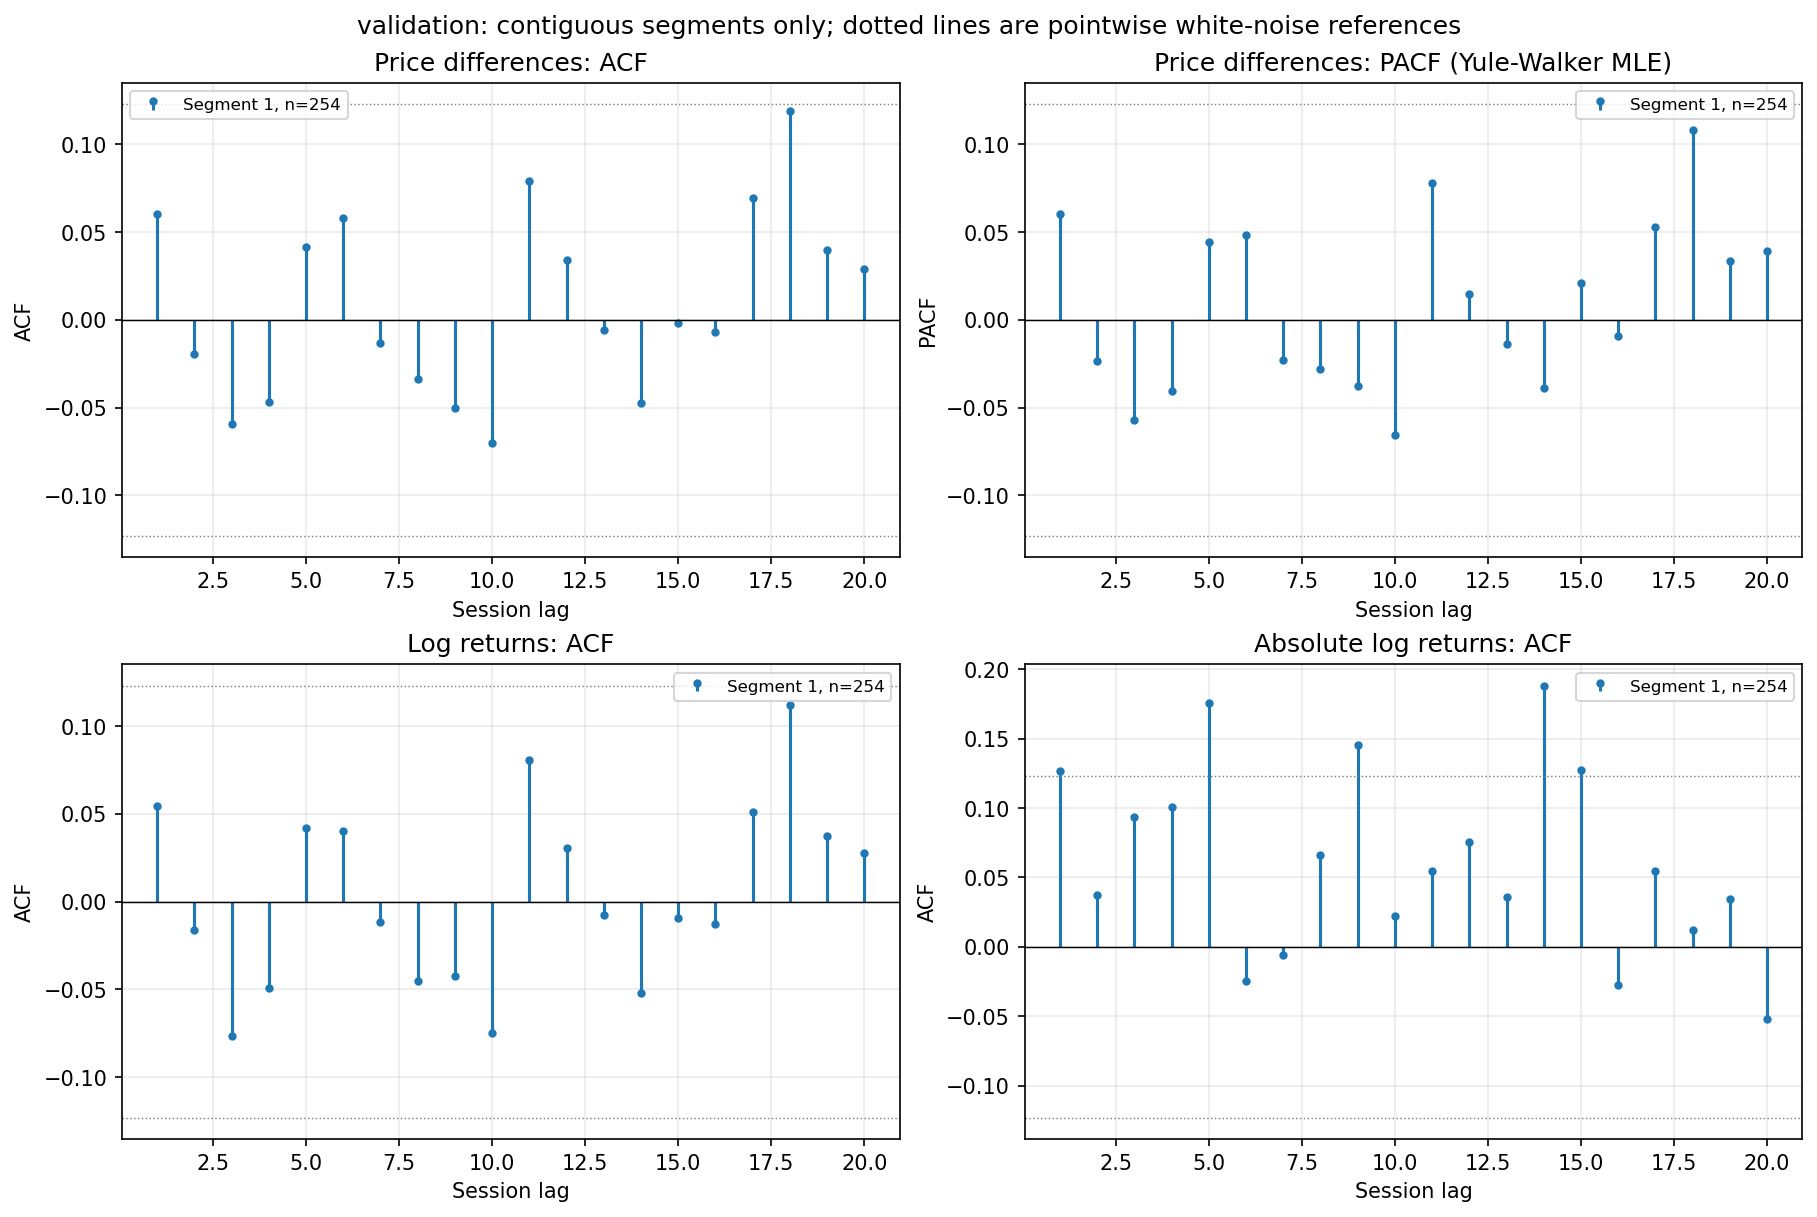 validation: contiguous segments only; dotted lines are pointwise white-noise references
Price differences: ACF
Segment 1, n=254
ACF
0.10
0.05
0.00
−0.05
−0.10
2.5 5.0 7.5 10.0 12.5 15.0 17.5 20.0
Session lag
Price differences: PACF (Yule-Walker MLE)
Segment 1, n=254
PACF
0.10
0.05
0.00
−0.05
−0.10
2.5 5.0 7.5 10.0 12.5 15.0 17.5 20.0
Session lag
Log returns: ACF
Segment 1, n=254
ACF
0.10
0.05
0.00
−0.05
−0.10
2.5 5.0 7.5 10.0 12.5 15.0 17.5 20.0
Session lag
Absolute log returns: ACF
Segment 1, n=254
ACF
0.20
0.15
0.10
0.05
0.00
−0.05
−0.10
2.5 5.0 7.5 10.0 12.5 15.0 17.5 20.0
Session lag